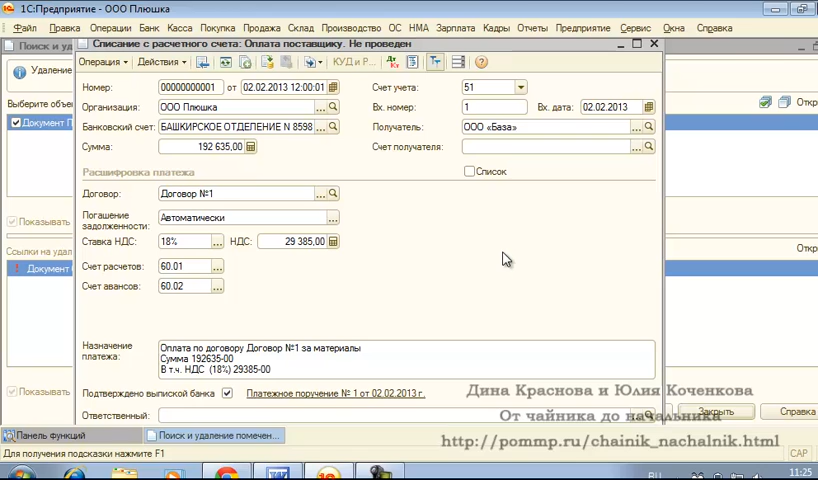 1С:Предприятие - ООО Плюшка
Файл Правка Операции Банк Касса Покупка Продажа Склад Производство ОС НМА Зарплата Кадры Отчеты Предприятие Сервис Окна Справка
Поиск и уд
Списание с расчетного счета: Оплата поставщику. Не проведен
Операция Действия КУД и Р... Дт Кт
Удаление
Выберите объе
Документ П
Номер: 00000000001 от 02.02.2013 12:00:01 Счет учета: 51
Организация: ООО Плюшка Вх. номер: 1 Вх. дата: 02.02.2013
Банковский счет: БАШКИРСКОЕ ОТДЕЛЕНИЕ N 8598 Получатель: ООО «База»
Сумма: 192 635,00 Счет получателя:
Расшифровка платежа Список
Договор: Договор №1
Погашение задолженности: Автоматически
Ставка НДС: 18% НДС: 29 385,00
Счет расчетов: 60.01
Счет авансов: 60.02
Показывать
Откры
Ссылки на удал
Откры
Документ
Назначение платежа:
Оплата по договору Договор №1 за материалы
Сумма 192635-00
В т.ч. НДС (18%) 29385-00
Показывать
Подтверждено выпиской банка Платежное поручение № 1 от 02.02.2013 г.
Ответственный:
Закрыть Справка
Дина Краснова и Юлия Коченкова
От чайника до начальника
http://pommp.ru/chainik_nachalnik.html
Панель функций Поиск и удаление помечен...
Для получения подсказки нажмите F1 CAP
RU 11:25